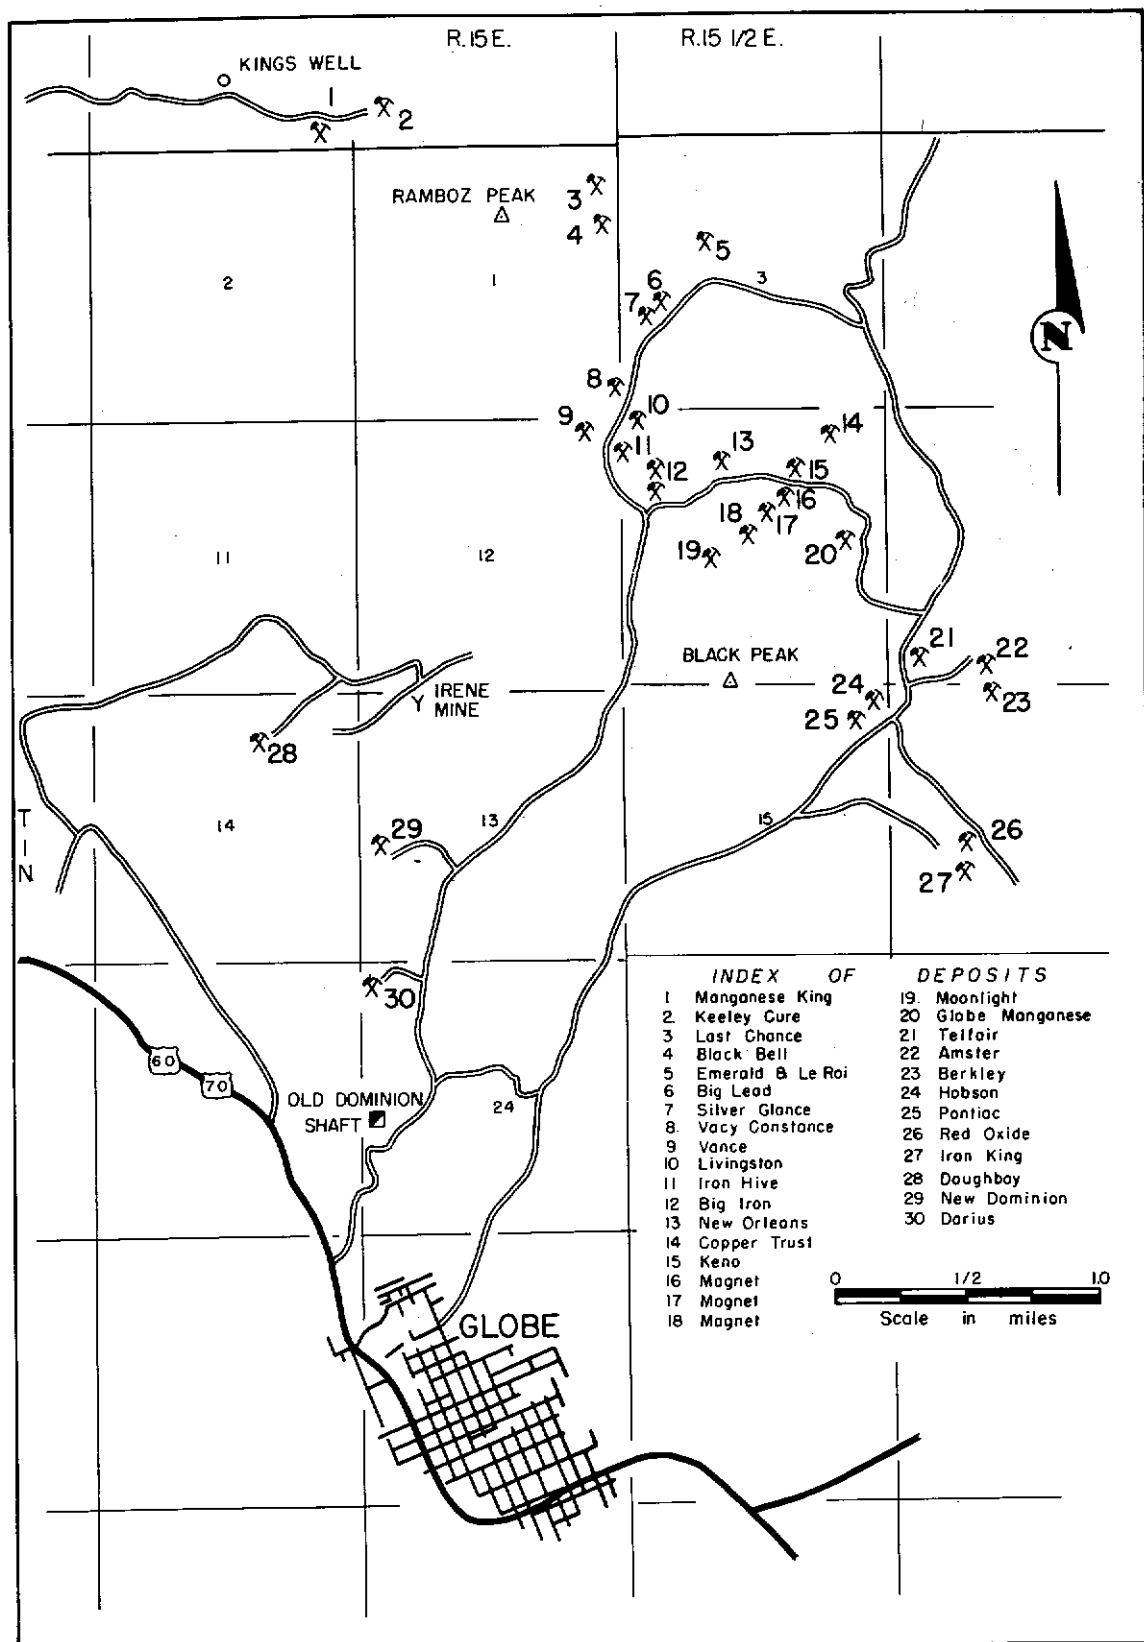 R.15 E. R.15 1/2 E.
KINGS WELL
1
2
RAMBOZ PEAK
3
4
5
2
1
3
6
7
8
9
10
11
12
13
14
15
16
17
18
19
20
11
12
BLACK PEAK
21
22
23
24
25
Y IRENE
MINE
28
14
13
15
29
26
27
T
I
N
30
60
70
OLD DOMINION
SHAFT
24
GLOBE
N
INDEX OF DEPOSITS
1 Manganese King
2. Keeley Cure
3 Last Chance
4 Black Bell
5 Emerald & Le Roi
6 Big Lead
7 Silver Glance
8. Vacy Constance
9 Vance
10 Livingston
11 Iron Hive
12 Big Iron
13 New Orleans
14 Copper Trust
15 Keno
16 Magnet
17 Magnet
18 Magnet
19. Moonlight
20 Globe Manganese
21 Telfair
22 Amster
23 Berkley
24 Hobson
25 Pontiac
26 Red Oxide
27 Iron King
28 Doughboy
29 New Dominion
30 Darius
0 1/2 1.0
Scale in miles